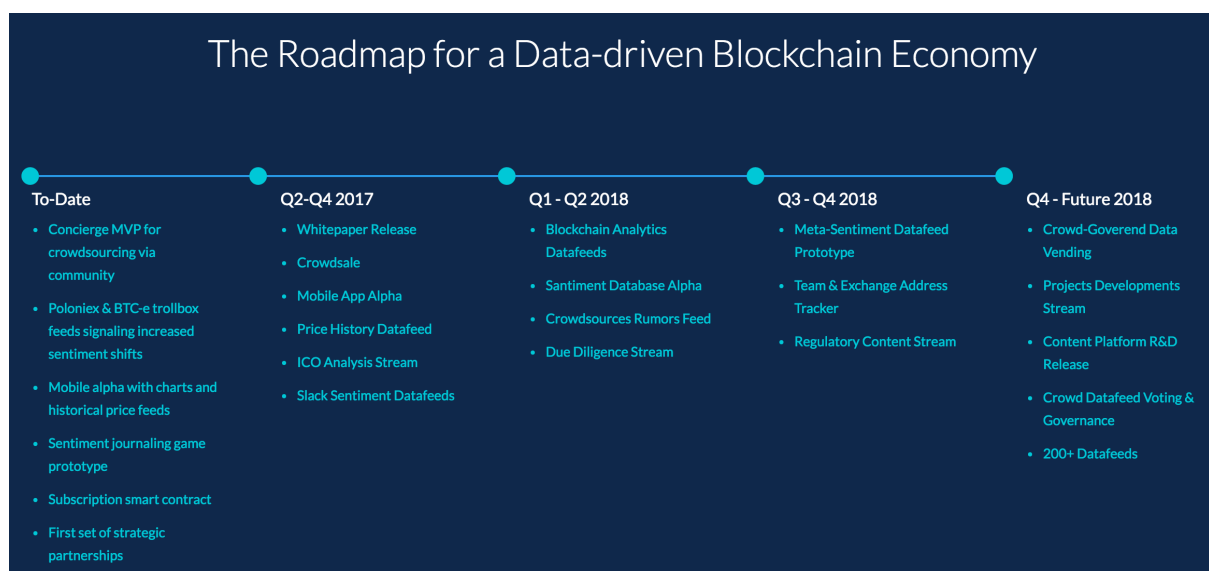 The Roadmap for a Data-driven Blockchain Economy
To-Date
• Concierge MVP for
crowdsourcing via
community
• Poloniex & BTC-e trollbox
feeds signaling increased
sentiment shifts
• Mobile alpha with charts and
historical price feeds
• Sentiment journaling game
prototype
• Subscription smart contract
• First set of strategic
partnerships
Q2-Q4 2017
• Whitepaper Release
• Crowdsale
• Mobile App Alpha
• Price History Datafeed
• ICO Analysis Stream
• Slack Sentiment Datafeeds
Q1 - Q2 2018
• Blockchain Analytics
Datafeeds
• Santiment Database Alpha
• Crowdsources Rumors Feed
• Due Diligence Stream
Q3 - Q4 2018
• Meta-Sentiment Datafeed
Prototype
• Team & Exchange Address
Tracker
• Regulatory Content Stream
Q4 - Future 2018
• Crowd-Goverend Data
Vending
• Projects Developments
Stream
• Content Platform R&D
Release
• Crowd Datafeed Voting &
Governance
• 200+ Datafeeds